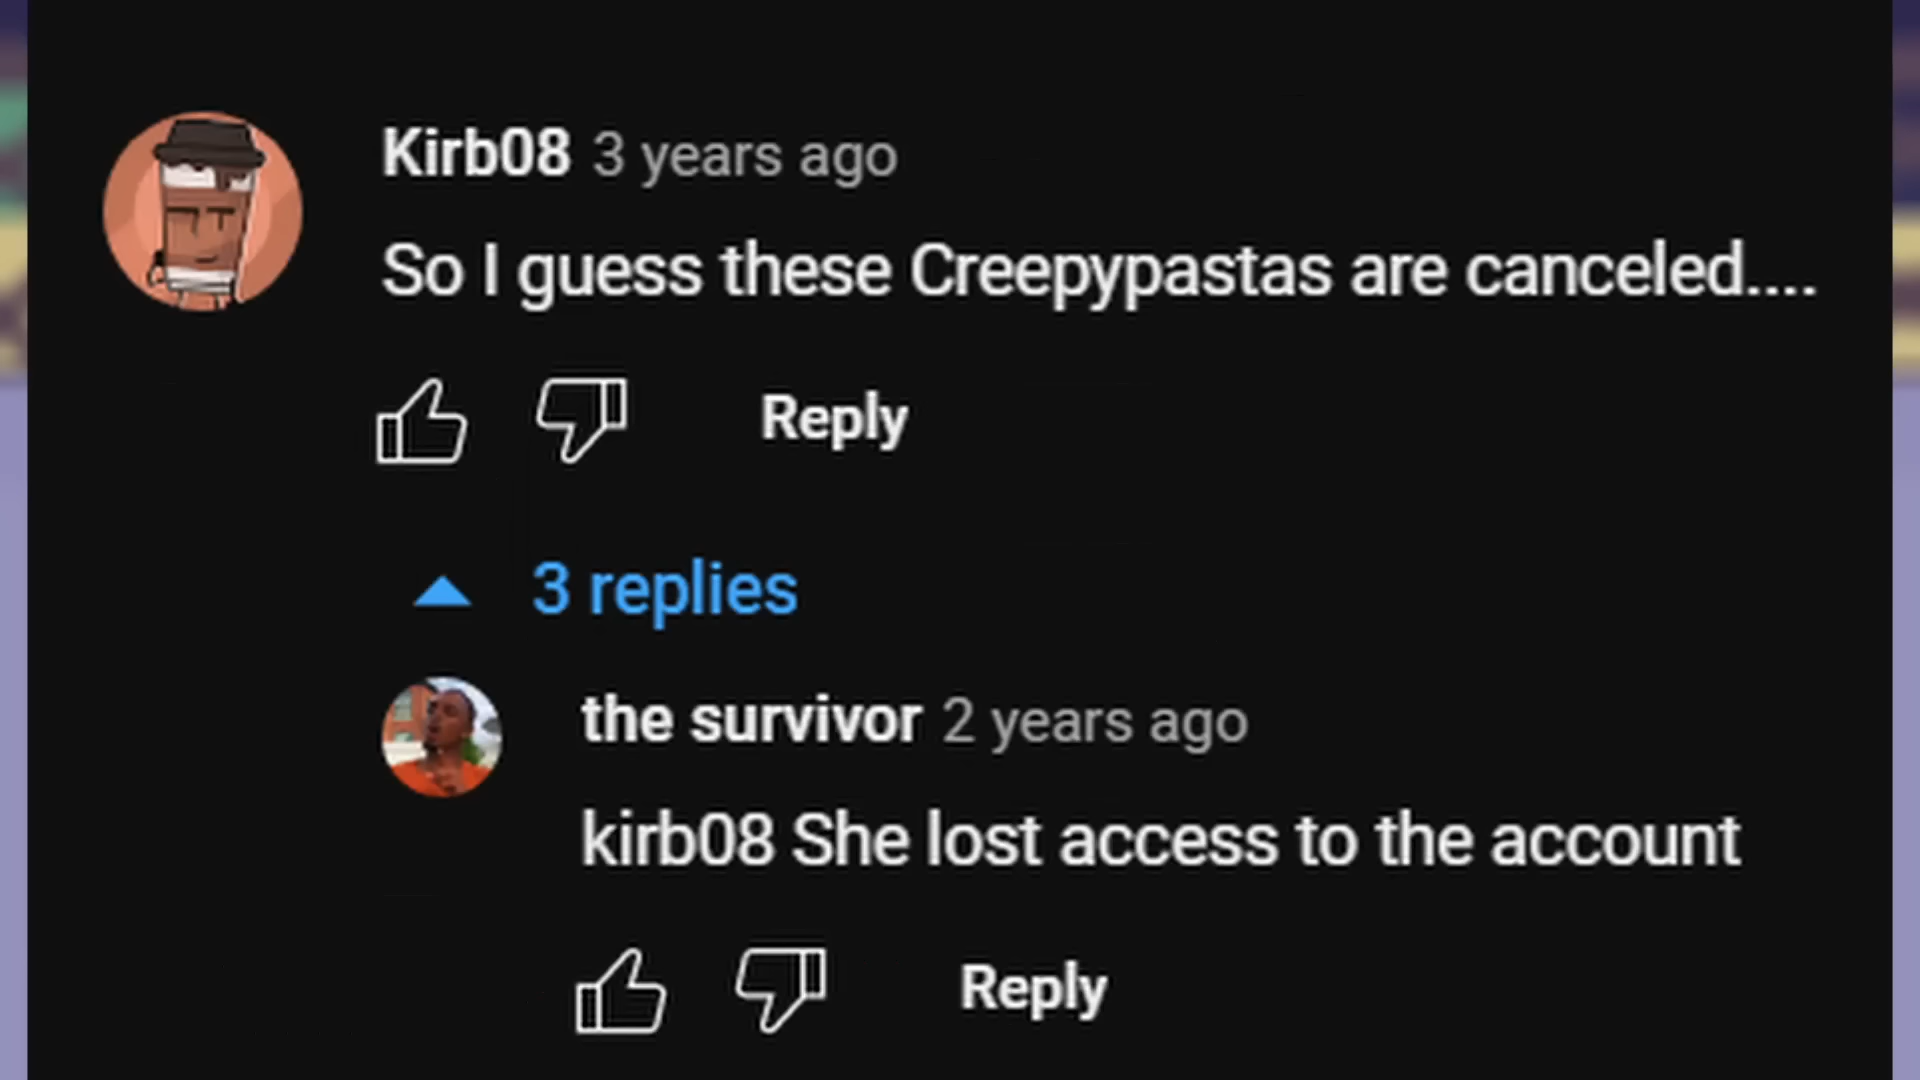 Kirb08 3 years ago
So I guess these Creepypastas are canceled....
Reply
3 replies
the survivor 2 years ago
kirb08 She lost access to the account
Reply